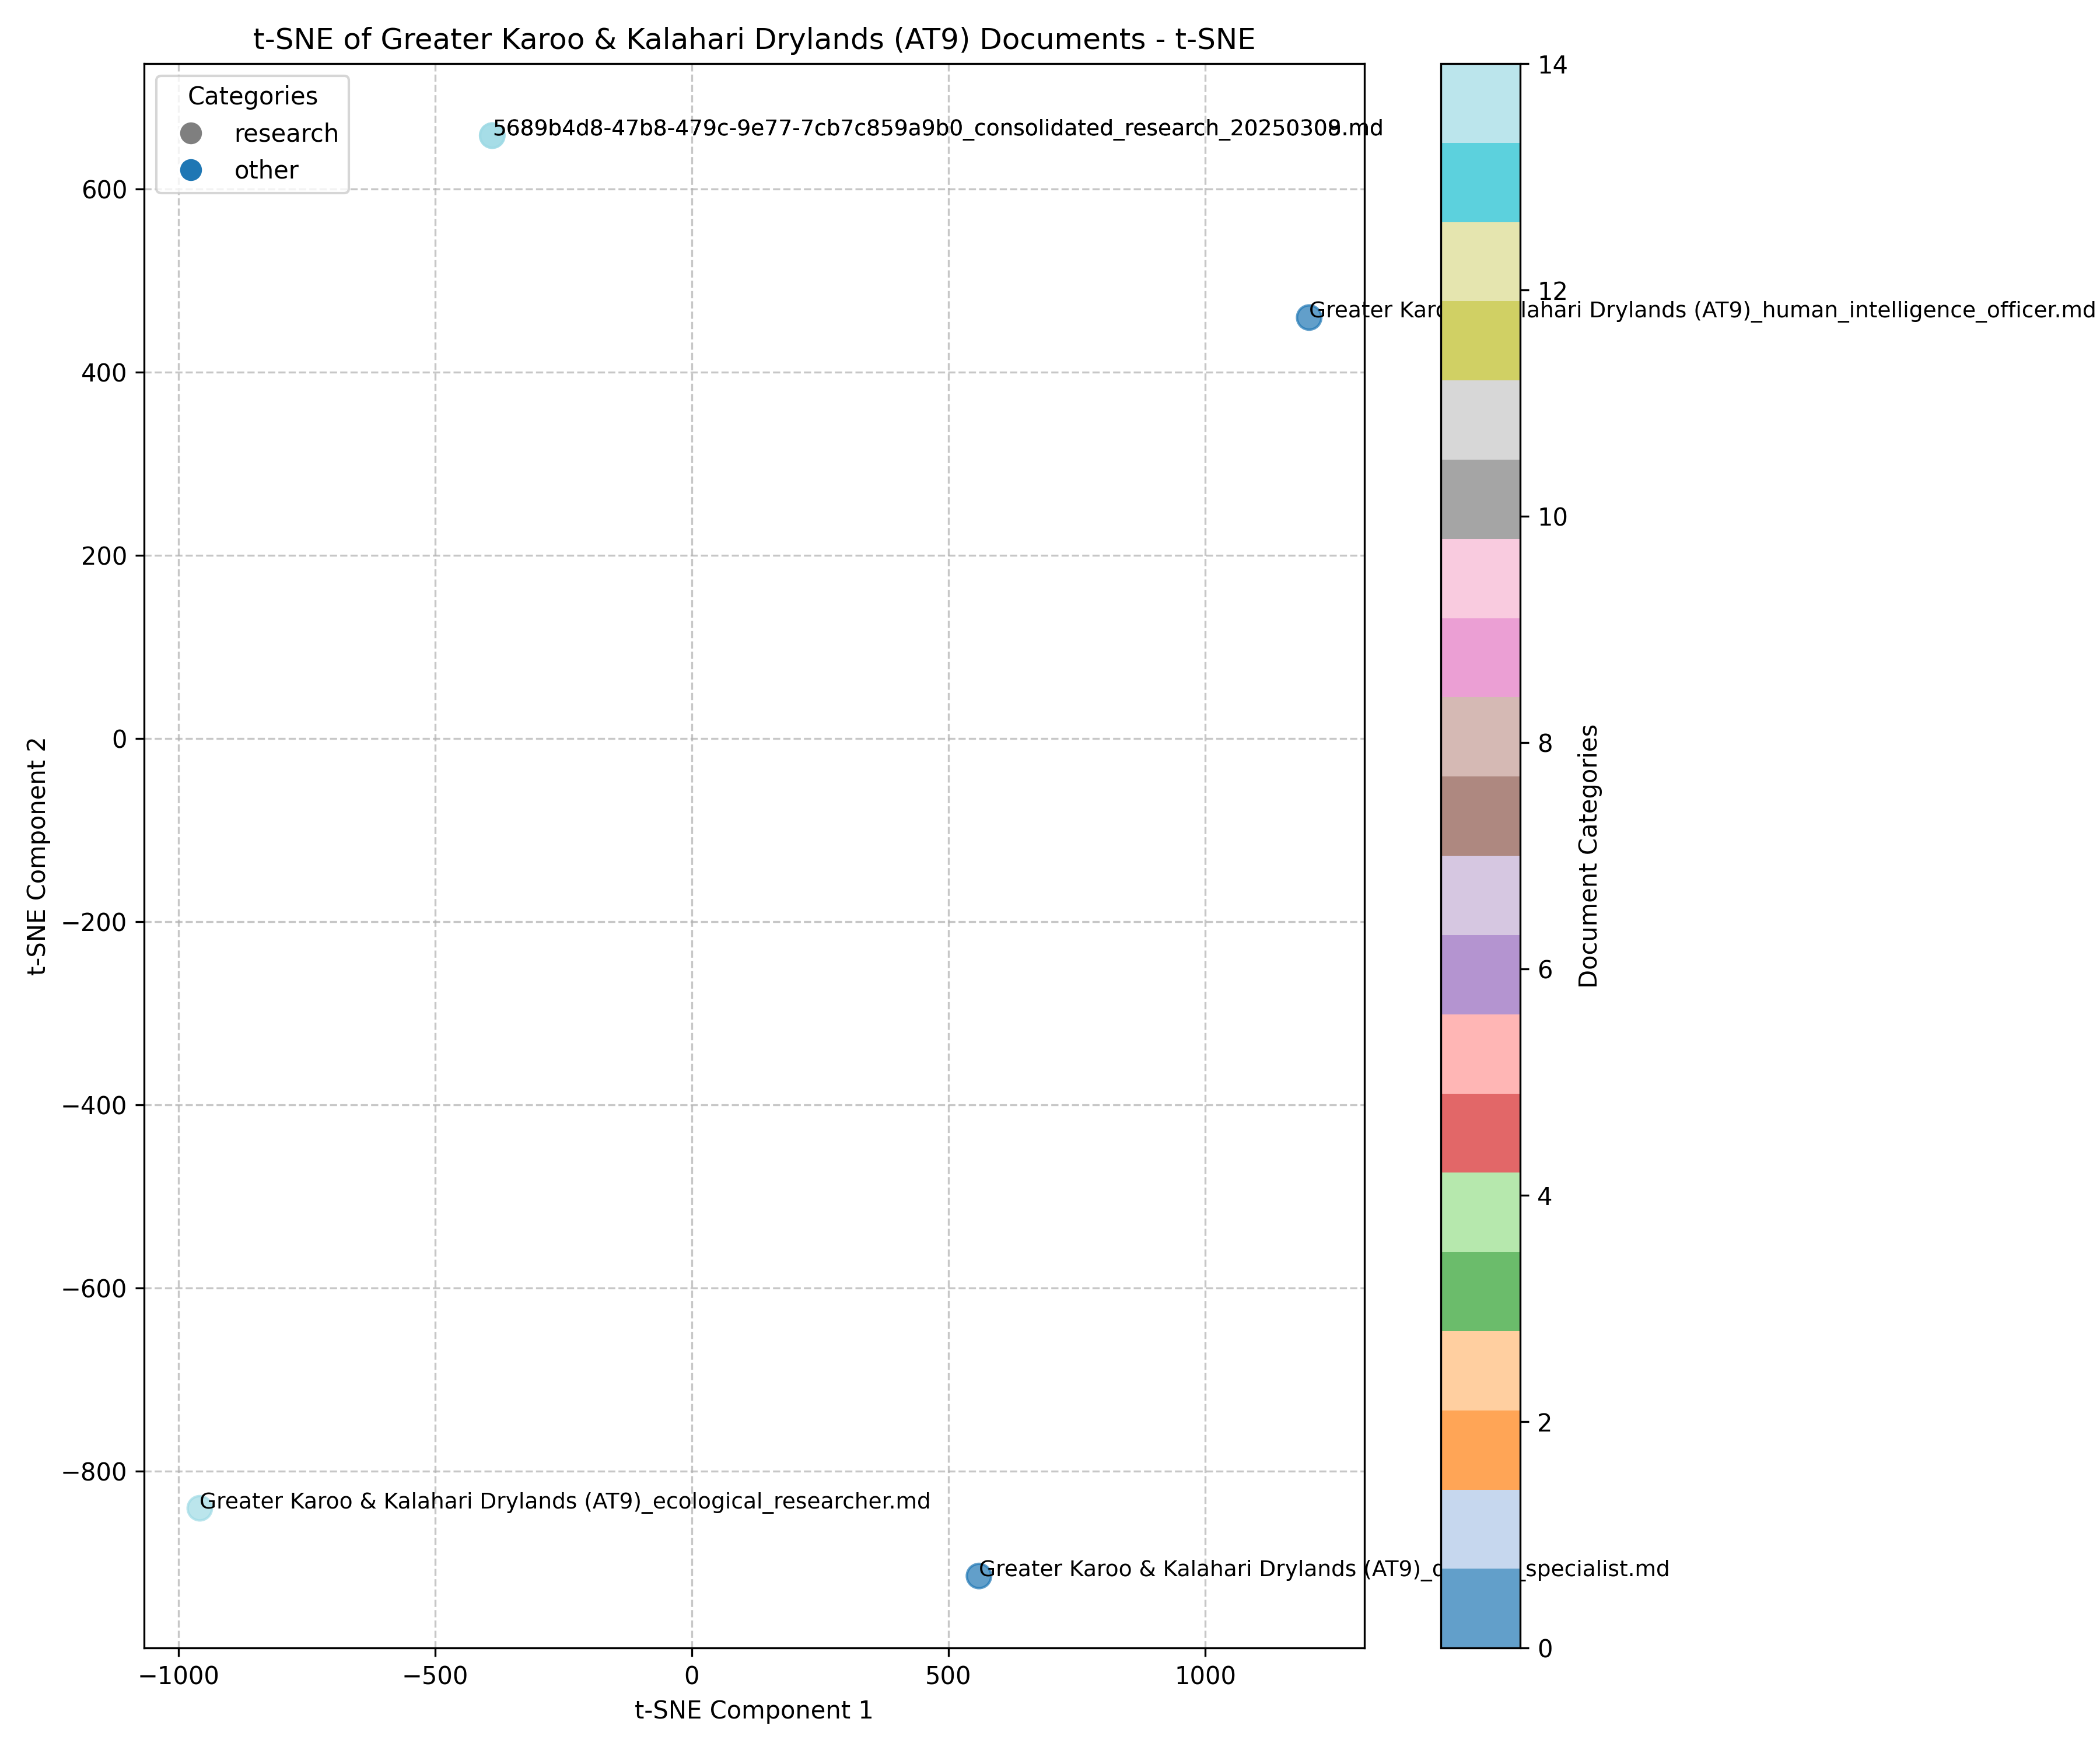 t-SNE of Greater Karoo & Kalahari Drylands (AT9) Documents - t-SNE
Categories
research
other
5689b4d8-47b8-479c-9e77-7cb7c859a9b0_consolidated_research_.md
Greater lahari Drylands (AT9)_human_intelligence_officer.md
Greater Karoo & Kalahari Drylands (AT9)_ecological_researcher.md
Greater Karoo & Kalahari Drylands (AT9)_ specialist.md
600
400
200
0
−200
−400
−600
−800
t-SNE Component 2
−1000
−500
0
500
1000
t-SNE Component 1
14
12
10
8
6
4
2
0
Document Categories